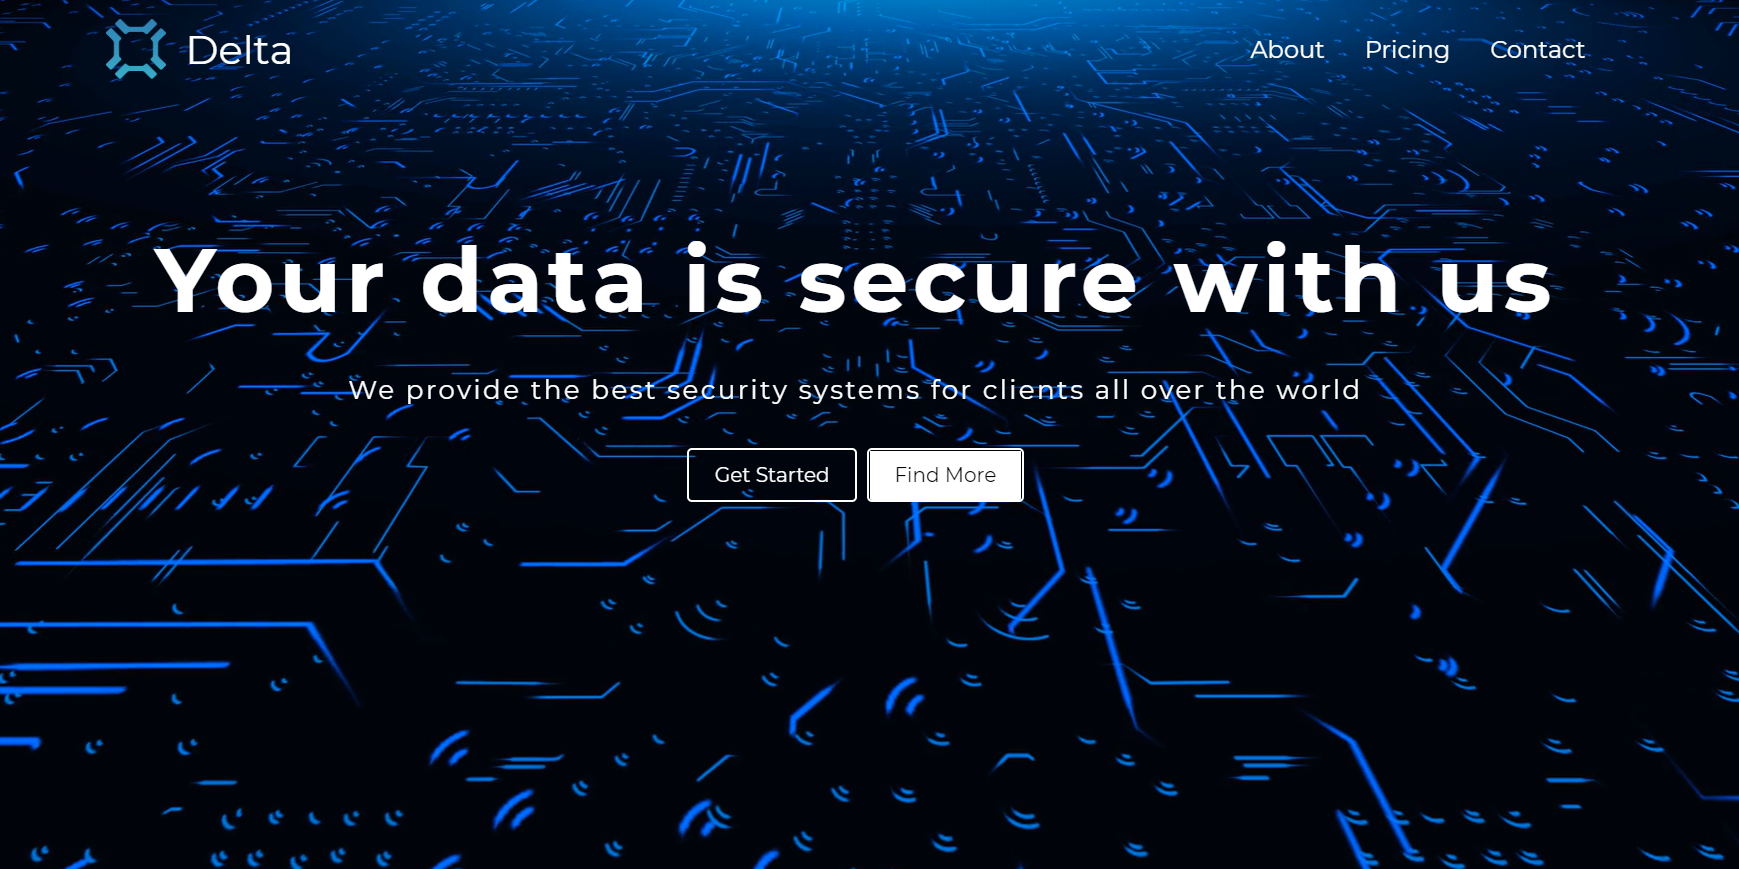 Delta
About Pricing Contact
Your data is secure with us
We provide the best security systems for clients all over the world
Get Started Find More